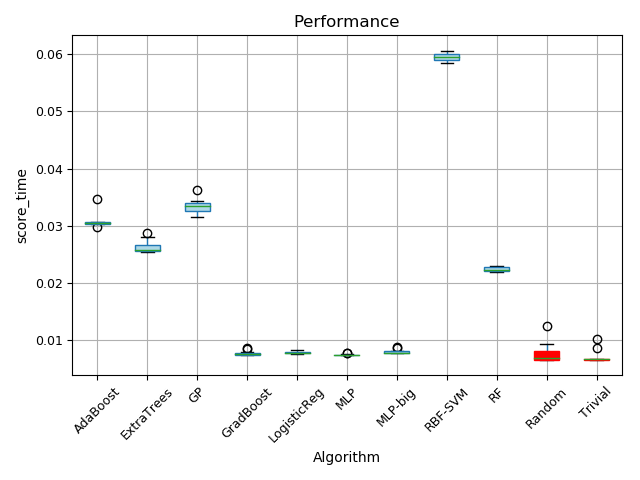 Performance
0.06
0.05
0.04
0.03
0.02
0.01
score_time
AdaBoost
ExtraTrees
GP
GradBoost
LogisticReg
MLP
MLP-big
RBF-SVM
RF
Random
Trivial
Algorithm